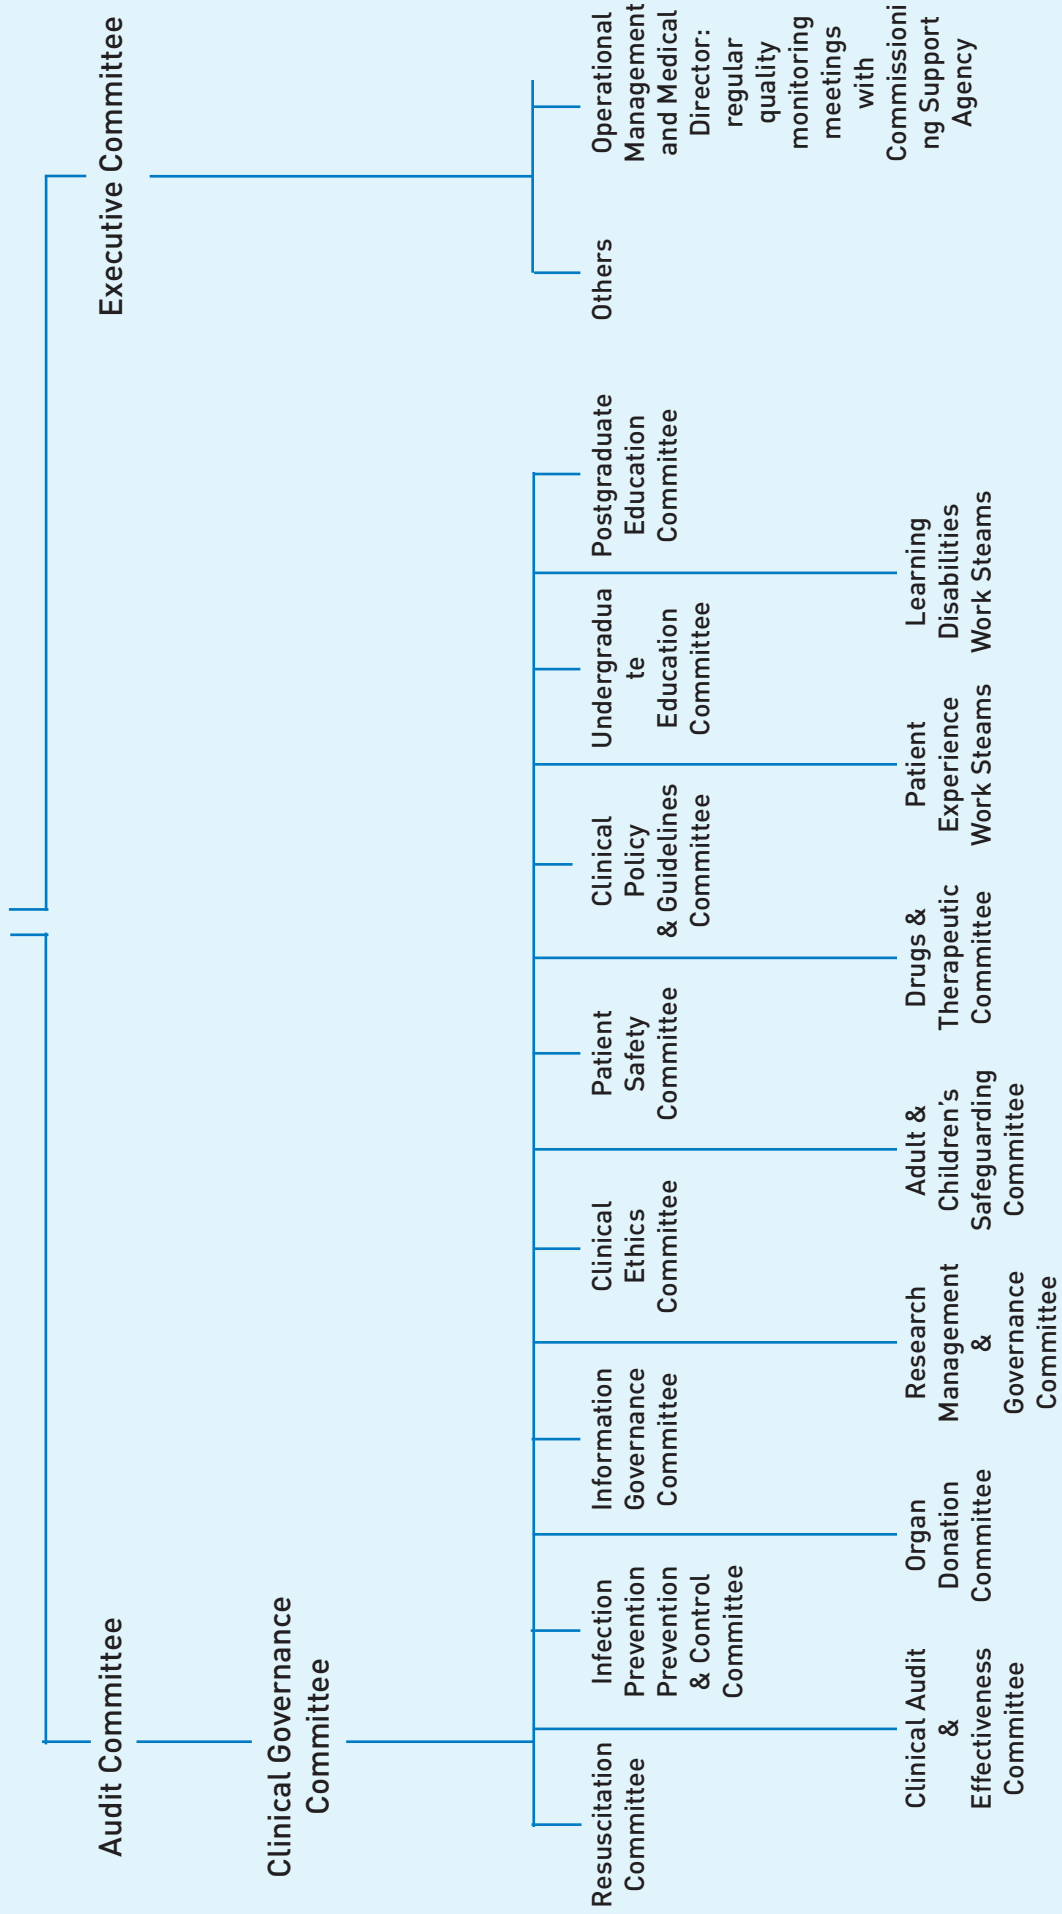 Audit Committee
Executive Committee
Clinical Governance
Committee
Resuscitation
Committee
Infection
Prevention
Prevention
& Control
Committee
Information
Governance
Committee
Clinical
Ethics
Committee
Patient
Safety
Committee
Clinical
Policy
& Guidelines
Committee
Undergradua
te
Education
Committee
Postgraduate
Education
Committee
Others
Operational
Management
and Medical
Director:
regular
quality
monitoring
meetings
with
Commissioni
ng Support
Agency
Clinical Audit
&
Effectiveness
Committee
Organ
Donation
Committee
Research
Management
&
Governance
Committee
Adult &
Children’s
Safeguarding
Committee
Drugs &
Therapeutic
Committee
Patient
Experience
Work Steams
Learning
Disabilities
Work Steams